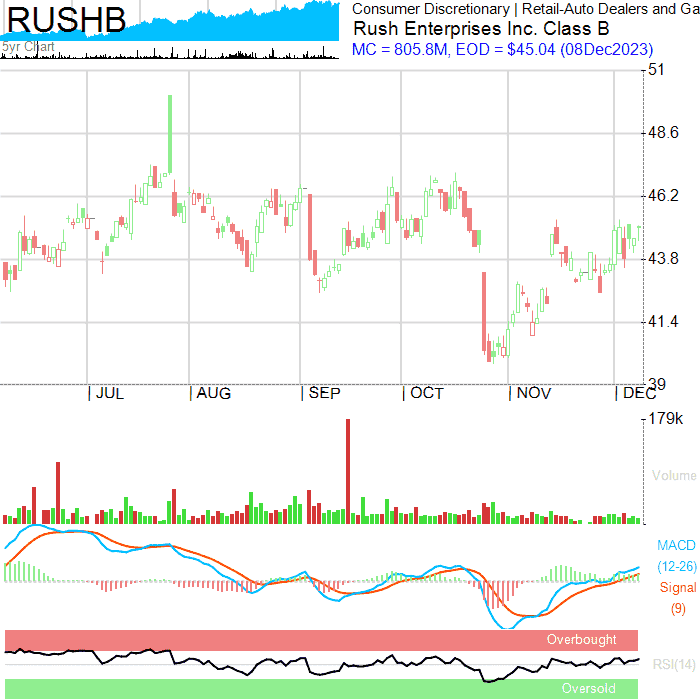 RUSHB
5yr Chart
Consumer Discretionary | Retail-Auto Dealers and Ga
Rush Enterprises Inc. Class B
MC = 805.8M, EOD = $45.04 (08Dec2023)
51
48.6
46.2
43.8
41.4
39
JUL AUG SEP OCT NOV DEC
179k
Volume
MACD
(12-26)
Signal
(9)
Overbought
RSI(14)
Oversold